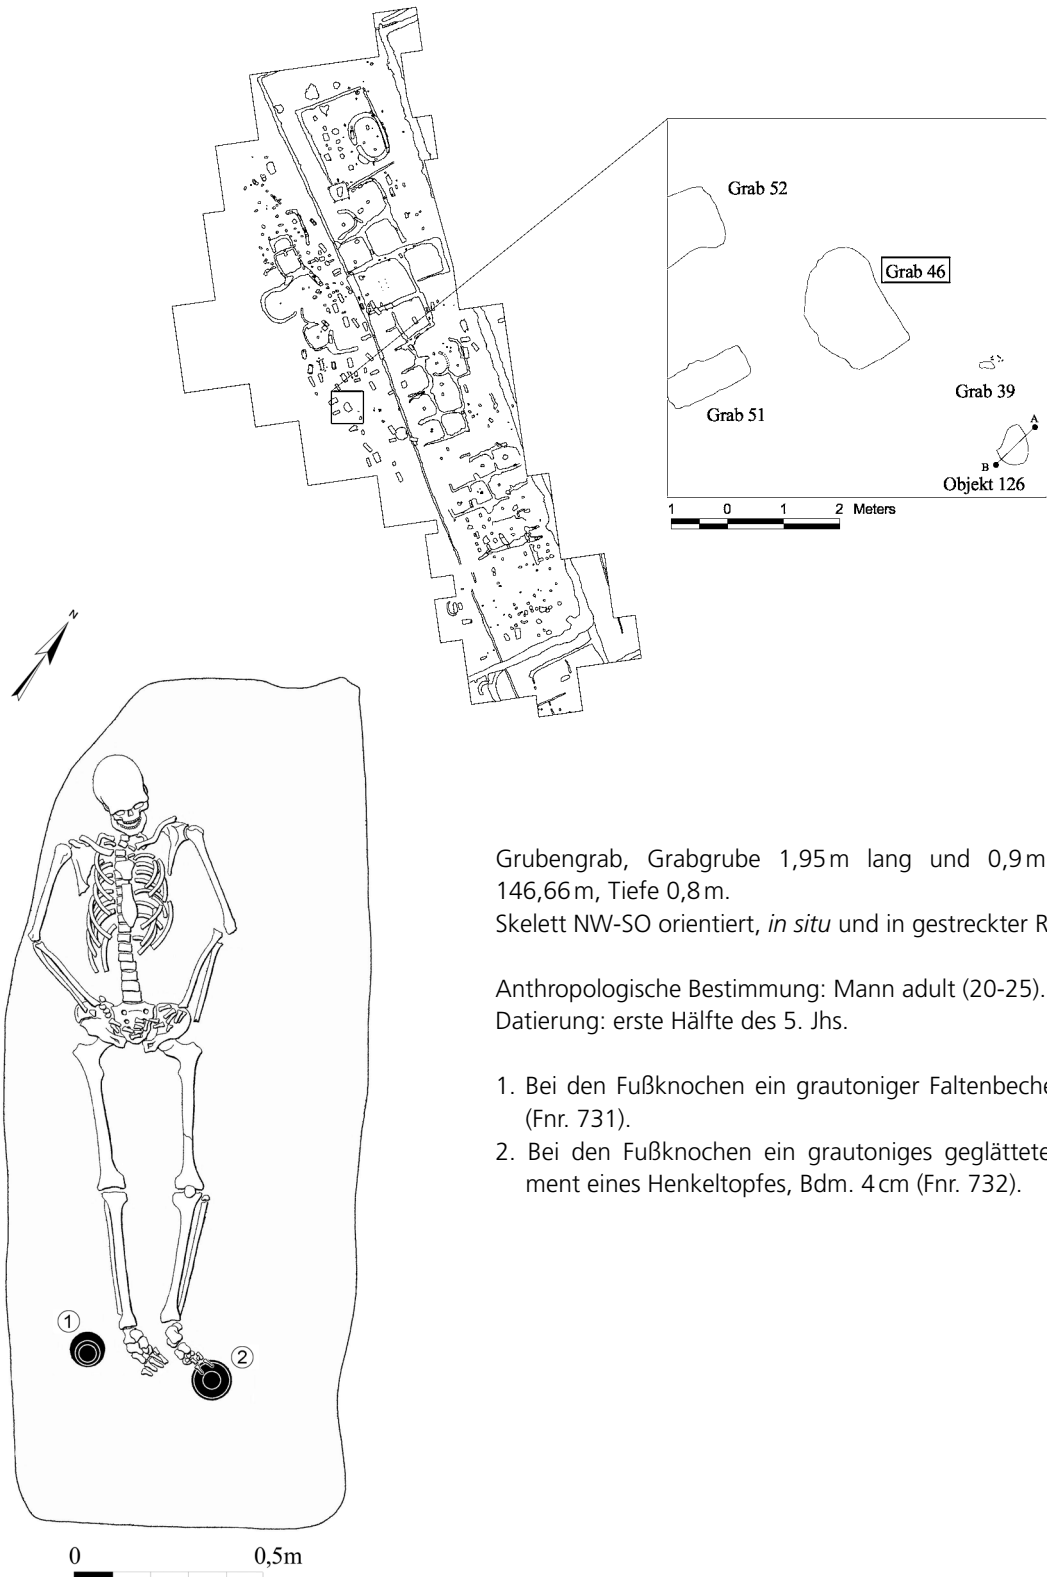 Grab 52
Grab 46
Grab 39
Grab 51
A
B
Objekt 126
1 0 1 2 Meters
N
Grubengrab, Grabgrube 1,95 m lang und 0,9 m
146,66 m, Tiefe 0,8 m.
Skelett NW-SO orientiert, in situ und in gestreckter R
Anthropologische Bestimmung: Mann adult (20-25).
Datierung: erste Hälfte des 5. Jhs.
1. Bei den Fußknochen ein grautoniger Faltenbeche
(Fnr. 731).
2. Bei den Fußknochen ein grautoniges geglättete
ment eines Henkeltopfes, Bdm. 4 cm (Fnr. 732).
1
2
0 0,5m